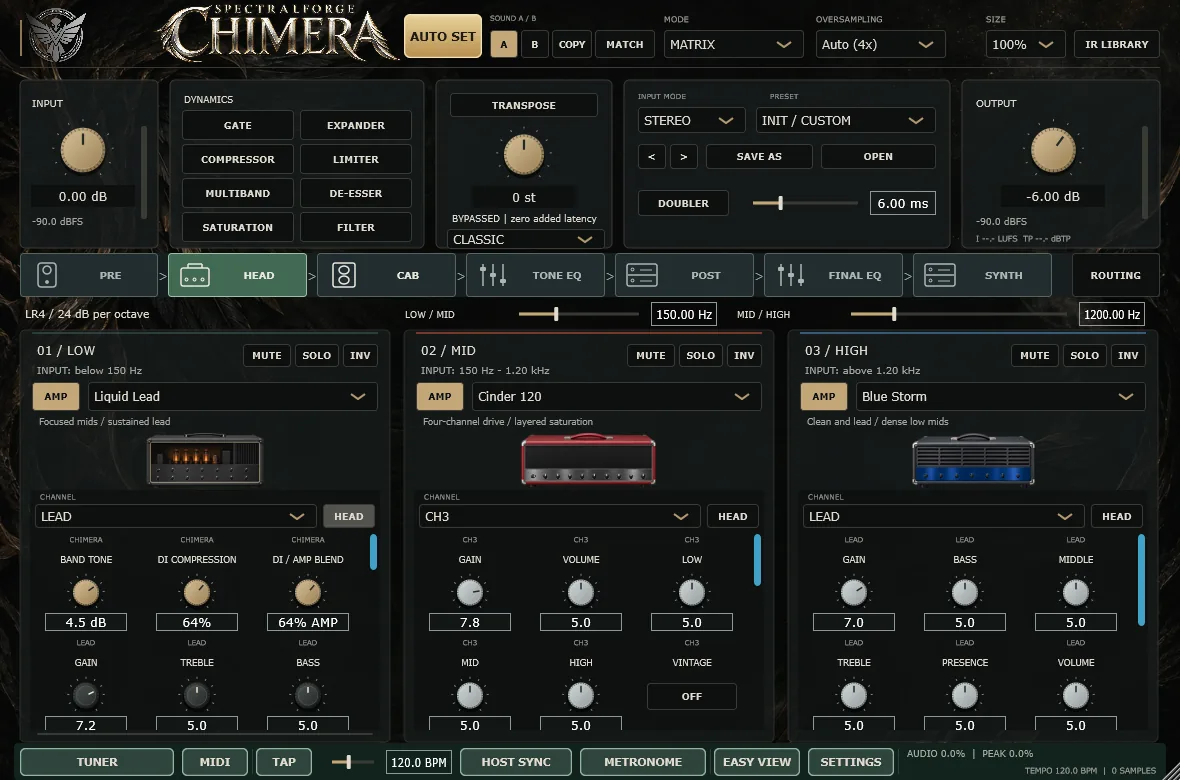 SPECTRALFORGE
CHIMERA
AUTO SET
SOUND A / B
A B COPY MATCH
MODE
MATRIX
OVERSAMPLING
Auto (4x)
SIZE
100%
IR LIBRARY
INPUT
0.00 dB
-90.0 dBFS
DYNAMICS
GATE EXPANDER
COMPRESSOR LIMITER
MULTIBAND DE-ESSER
SATURATION FILTER
TRANSPOSE
0 st
BYPASSED | zero added latency
CLASSIC
INPUT MODE PRESET
STEREO INIT / CUSTOM
< > SAVE AS OPEN
DOUBLER 6.00 ms
OUTPUT
-6.00 dB
-90.0 dBFS
I --.- LUFS TP --.- dBTP
PRE > HEAD > CAB > TONE EQ > POST > FINAL EQ > SYNTH ROUTING
LR4 / 24 dB per octave LOW / MID 150.00 Hz MID / HIGH 1200.00 Hz
01 / LOW MUTE SOLO INV
INPUT: below 150 Hz
AMP Liquid Lead
Focused mids / sustained lead
CHANNEL
LEAD HEAD
CHIMERA CHIMERA CHIMERA
BAND TONE DI COMPRESSION DI / AMP BLEND
4.5 dB 64% 64% AMP
LEAD LEAD LEAD
GAIN TREBLE BASS
7.2 5.0 5.0
02 / MID MUTE SOLO INV
INPUT: 150 Hz - 1.20 kHz
AMP Cinder 120
Four-channel drive / layered saturation
CHANNEL
CH3 HEAD
CH3 CH3 CH3
GAIN VOLUME LOW
7.8 5.0 5.0
CH3 CH3 CH3
MID HIGH VINTAGE
OFF
5.0 5.0
03 / HIGH MUTE SOLO INV
INPUT: above 1.20 kHz
AMP Blue Storm
Clean and lead / dense low mids
CHANNEL
LEAD HEAD
LEAD LEAD LEAD
GAIN BASS MIDDLE
7.0 5.0 5.0
LEAD LEAD LEAD
TREBLE PRESENCE VOLUME
5.0 5.0 5.0
TUNER MIDI TAP 120.0 BPM HOST SYNC METRONOME EASY VIEW SETTINGS
AUDIO 0.0% | PEAK 0.0%
TEMPO 120.0 BPM | 0 SAMPLES